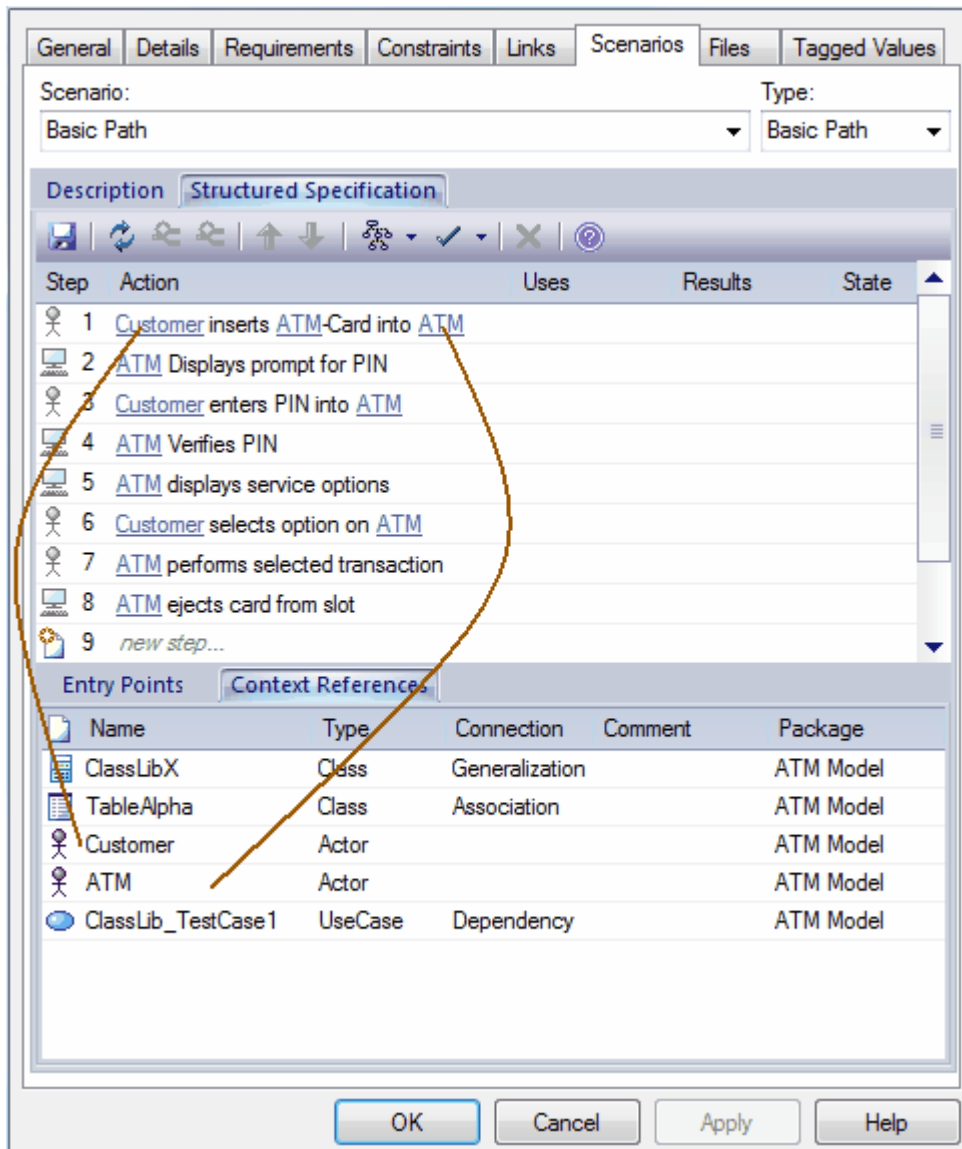 General Details Requirements Constraints Links Scenarios Files Tagged Values
Scenario: Type:
Basic Path Basic Path
Description Structured Specification
Step Action Uses Results State
1 Customer inserts ATM-Card into ATM
2 ATM Displays prompt for PIN
3 Customer enters PIN into ATM
4 ATM Verifies PIN
5 ATM displays service options
6 Customer selects option on ATM
7 ATM performs selected transaction
8 ATM ejects card from slot
9 new step...
Entry Points Context References
Name Type Connection Comment Package
ClassLibX Class Generalization ATM Model
TableAlpha Class Association ATM Model
Customer Actor ATM Model
ATM Actor ATM Model
ClassLib_TestCase1 UseCase Dependency ATM Model
OK Cancel Apply Help